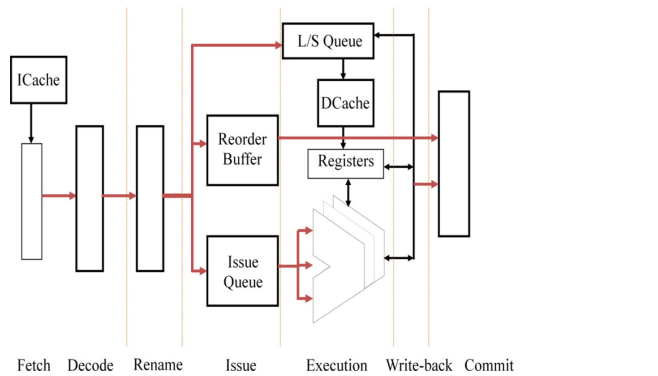 L/S Queue
ICache
DCache
Reorder
Buffer
Registers
Issue
Queue
Fetch Decode Rename Issue Execution Write-back Commit